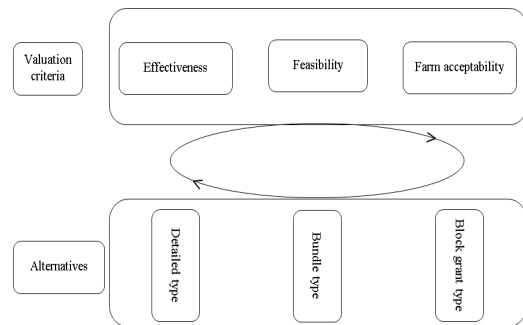 Valuation
criteria
Effectiveness
Feasibility
Farm acceptability
Alternatives
Detailed type
Bundle type
Block grant type